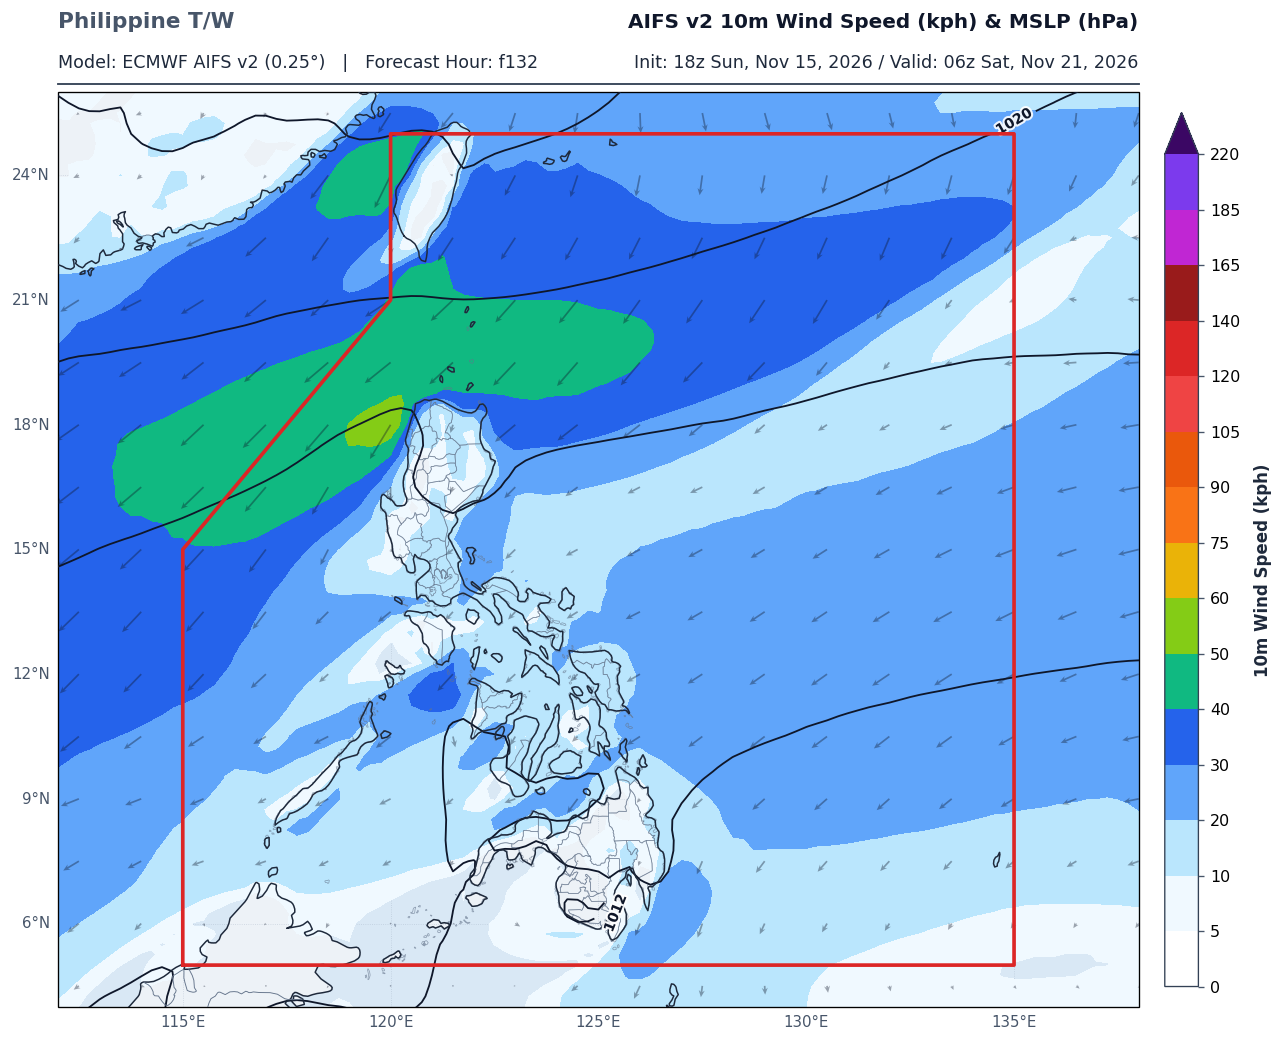 Philippine T/W
AIFS v2 10m Wind Speed (kph) & MSLP (hPa)
Model: ECMWF AIFS v2 (0.25°)   |   Forecast Hour: f132
Init: 18z Sun, Nov 15, 2026 / Valid: 06z Sat, Nov 21, 2026
1020
1012
24°N
21°N
18°N
15°N
12°N
9°N
6°N
115°E
120°E
125°E
130°E
135°E
220
185
165
140
120
105
90
75
60
50
40
30
20
10
5
0
10m Wind Speed (kph)